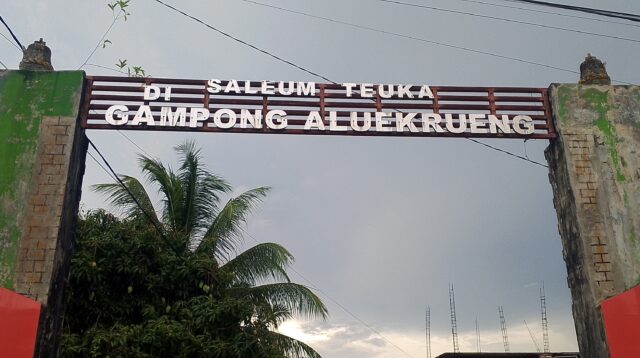 SALEUM TEUKA
DI
GAMPONG ALUEKRUENG